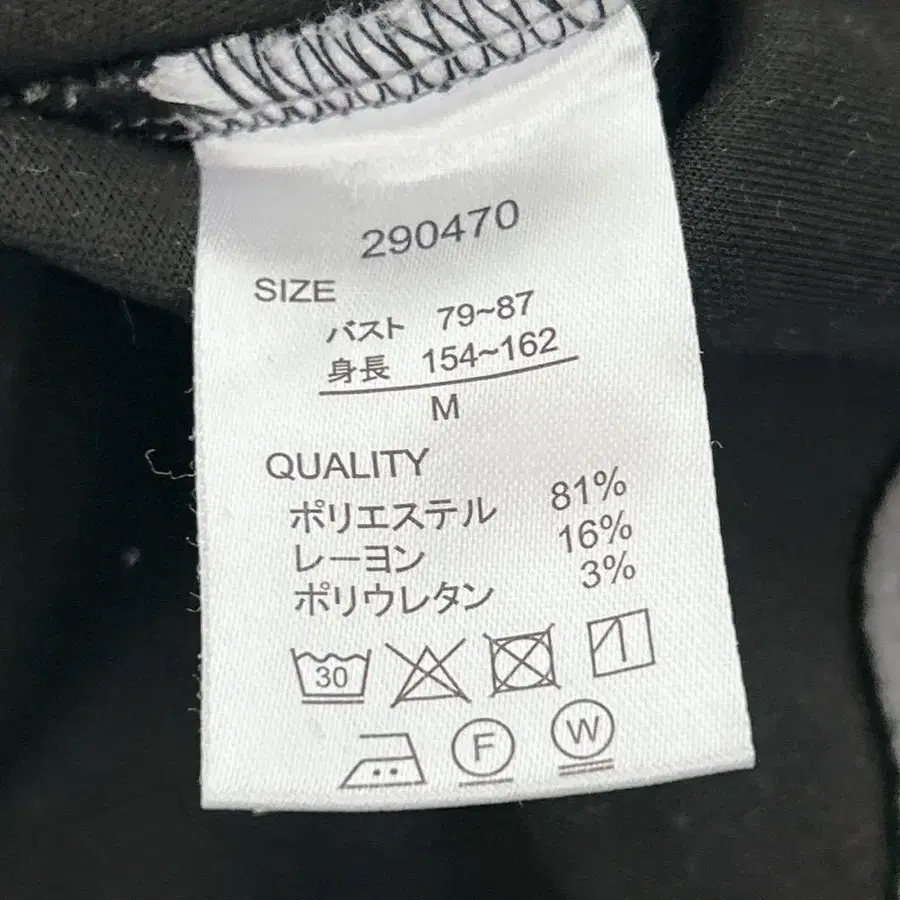 290470
SIZE
バスト 79~87
身長 154~162
M
QUALITY
ポリエステル 81%
レーヨン 16%
ポリウレタン 3%
30
F W